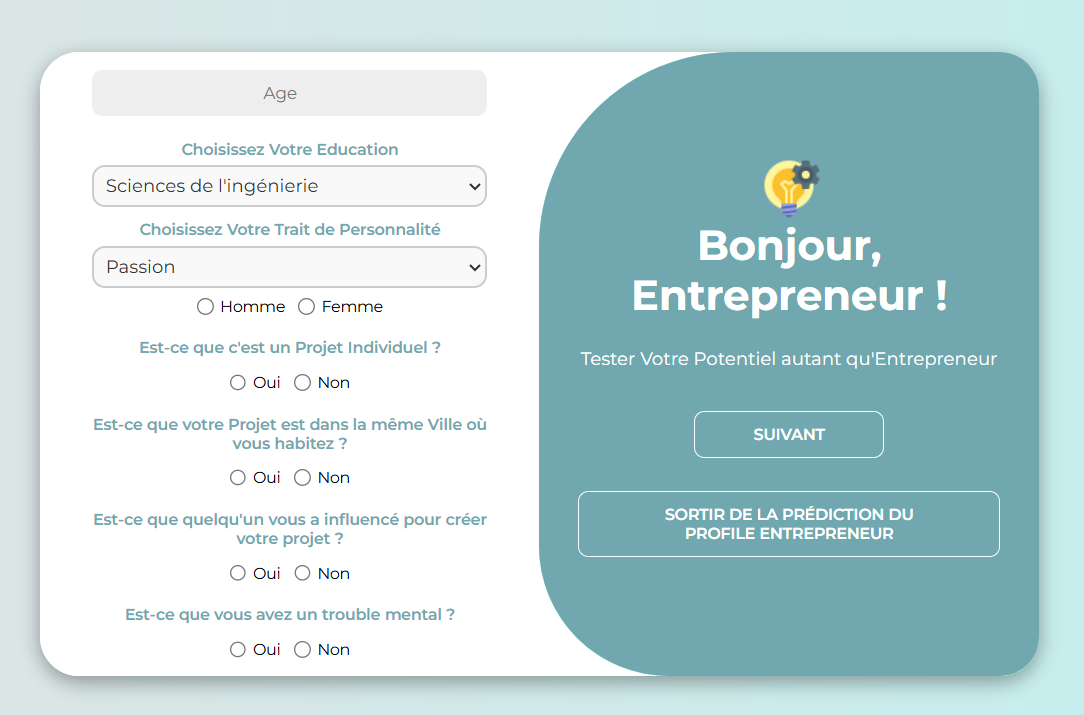 Age
Choisissez Votre Education
Sciences de l'ingénierie
Choisissez Votre Trait de Personnalité
Passion
Homme Femme
Est-ce que c'est un Projet Individuel ?
Oui Non
Est-ce que votre Projet est dans la même Ville où
vous habitez ?
Oui Non
Est-ce que quelqu'un vous a influencé pour créer
votre projet ?
Oui Non
Est-ce que vous avez un trouble mental ?
Oui Non
Bonjour,
Entrepreneur !
Tester Votre Potentiel autant qu'Entrepreneur
SUIVANT
SORTIR DE LA PRÉDICTION DU
PROFILE ENTREPRENEUR